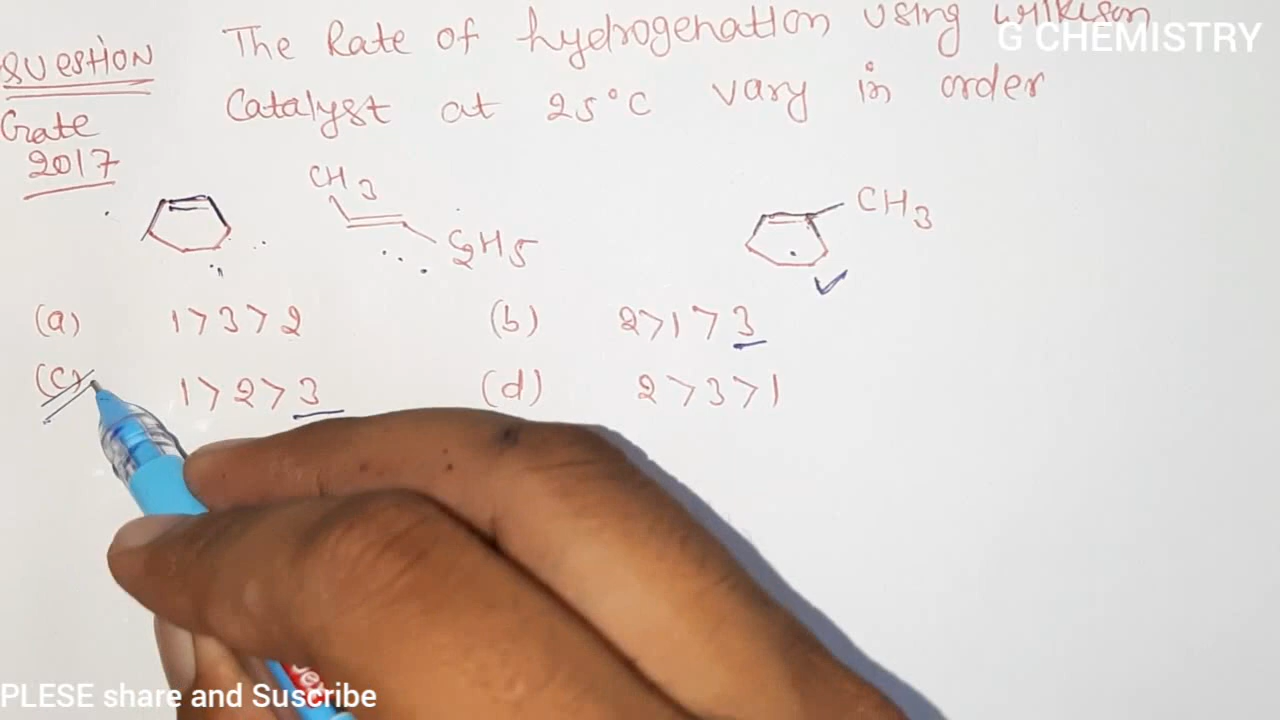 The Rate of hydrogenation using wilkison
G CHEMISTRY
QUESTION
Catalyst at 25°C vary in order
Gate
2017
CH3
C2H5
CH3
(a) 1 > 3 > 2
(b) 2 > 1 > 3
(c) 1 > 2 > 3
(d) 2 > 3 > 1
PLESE share and Suscribe